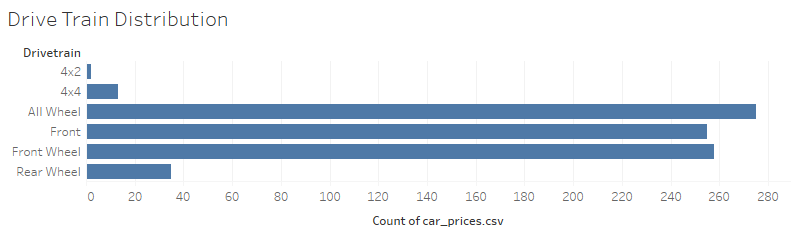 Drive Train Distribution
Drivetrain
4x2
4x4
All Wheel
Front
Front Wheel
Rear Wheel
0 20 40 60 80 100 120 140 160 180 200 220 240 260 280
Count of car_prices.csv